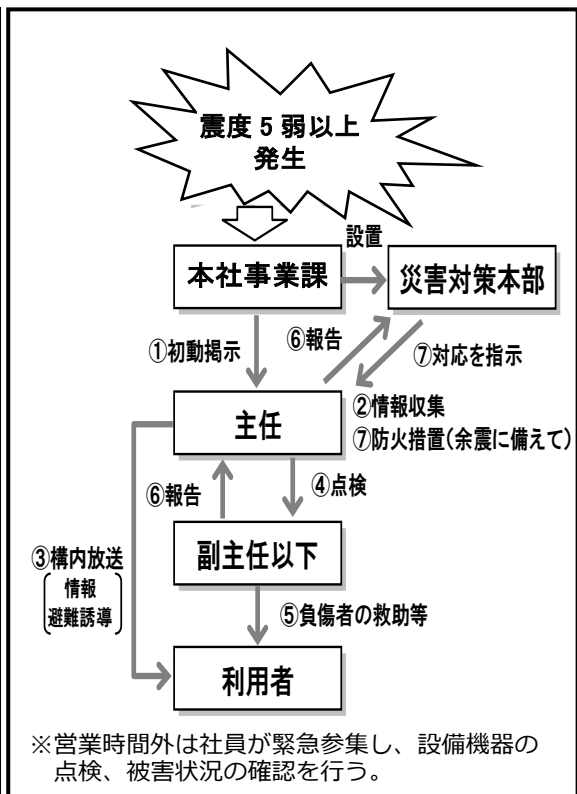 震度5弱以上
発生
設置
本社事業課
災害対策本部
①初動掲示
⑥報告
⑦対応を指示
主任
②情報収集
⑦防火措置(余震に備えて)
⑥報告
④点検
③構内放送
情報
避難誘導
副主任以下
⑤負傷者の救助等
利用者
※営業時間外は社員が緊急参集し、設備機器の
点検、被害状況の確認を行う。